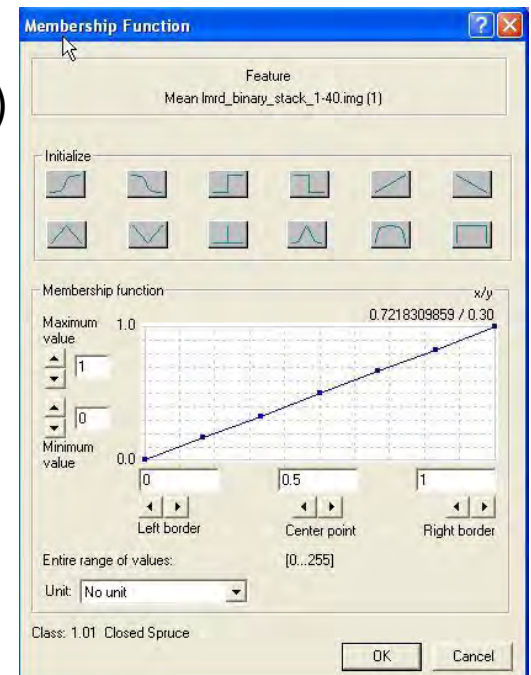 Membership Function
)
Feature
Mean lmrd_binary_stack_1-40.img (1)
Initialize
Membership function
x/y
0.7218309859 / 0.30
Maximum value
1.0
1
0
Minimum value
0.0
0
0.5
1
Left border
Center point
Right border
Entire range of values:
[0...255]
Unit: No unit
Class: 1.01 Closed Spruce
OK
Cancel